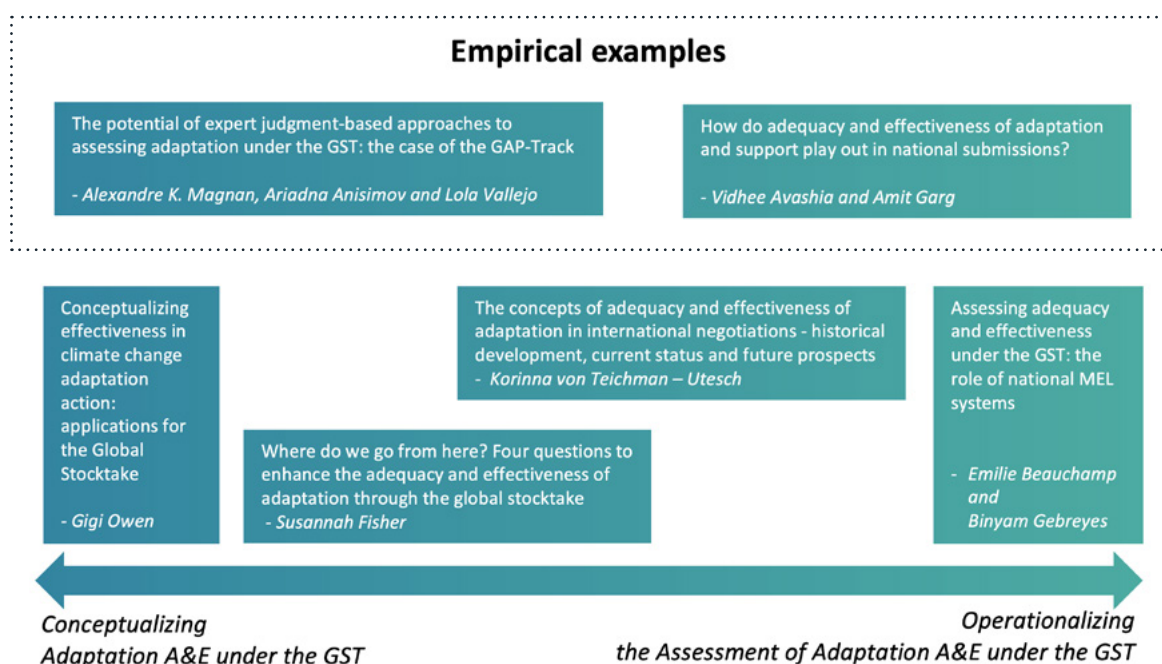 Empirical examples
The potential of expert judgment-based approaches to
assessing adaptation under the GST: the case of the GAP-Track
- Alexandre K. Magnan, Ariadna Anisimov and Lola Vallejo
How do adequacy and effectiveness of adaptation
and support play out in national submissions?
- Vidhee Avashia and Amit Garg
Conceptualizing
effectiveness in
climate change
adaptation
action:
applications for
the Global
Stocktake
- Gigi Owen
Where do we go from here? Four questions to
enhance the adequacy and effectiveness of
adaptation through the global stocktake
- Susannah Fisher
The concepts of adequacy and effectiveness of
adaptation in international negotiations - historical
development, current status and future prospects
- Korinna von Teichman – Utesch
Assessing adequacy
and effectiveness
under the GST: the
role of national MEL
systems
- Emilie Beauchamp
and
Binyam Gebreyes
Conceptualizing
Adaptation A&E under the GST
Operationalizing
the Assessment of Adaptation A&E under the GST